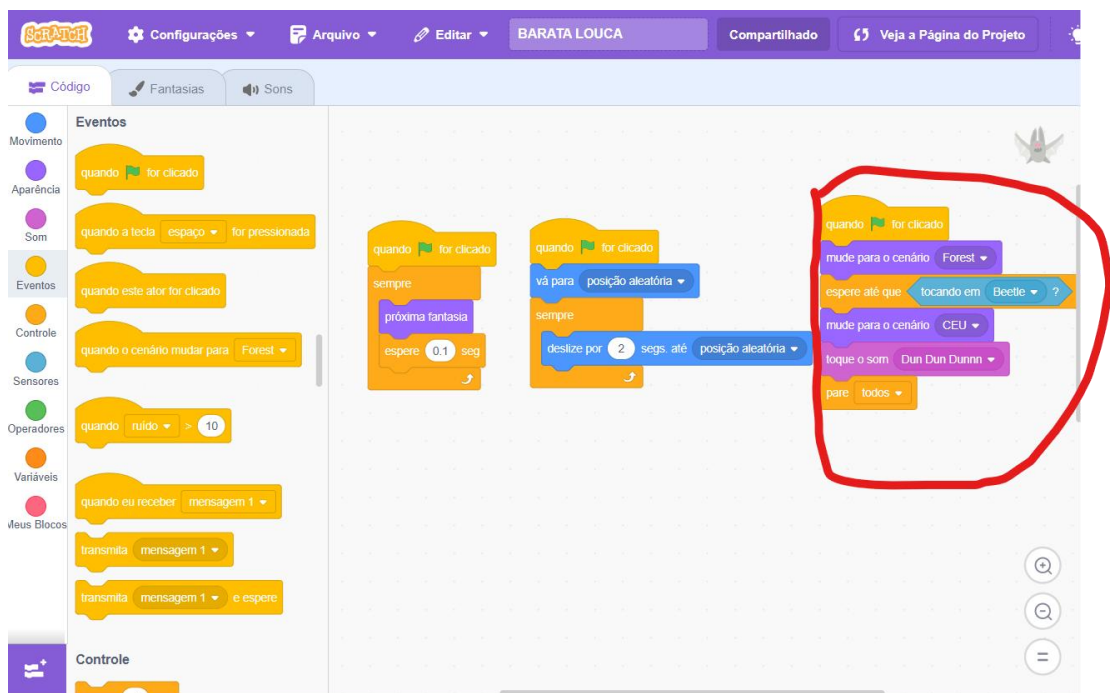 SCRATCH Configurações Arquivo Editar BARATA LOUCA Compartilhado Veja a Página do Projeto
Código Fantasias Sons
Movimento
Aparência
Som
Eventos
Controle
Sensores
Operadores
Variáveis
Meus Blocos
Eventos
quando for clicado
quando a tecla espaço for pressionada
quando este ator for clicado
quando o cenário mudar para Forest
quando ruído > 10
quando eu receber mensagem 1
transmita mensagem 1
transmita mensagem 1 e espere
Controle
quando for clicado
sempre
próxima fantasia
espere 0.1 seg
quando for clicado
vá para posição aleatória
sempre
deslize por 2 segs. até posição aleatória
quando for clicado
mude para o cenário Forest
espere até que tocando em Beetle ?
mude para o cenário CEU
toque o som Dun Dun Dunnn
pare todos